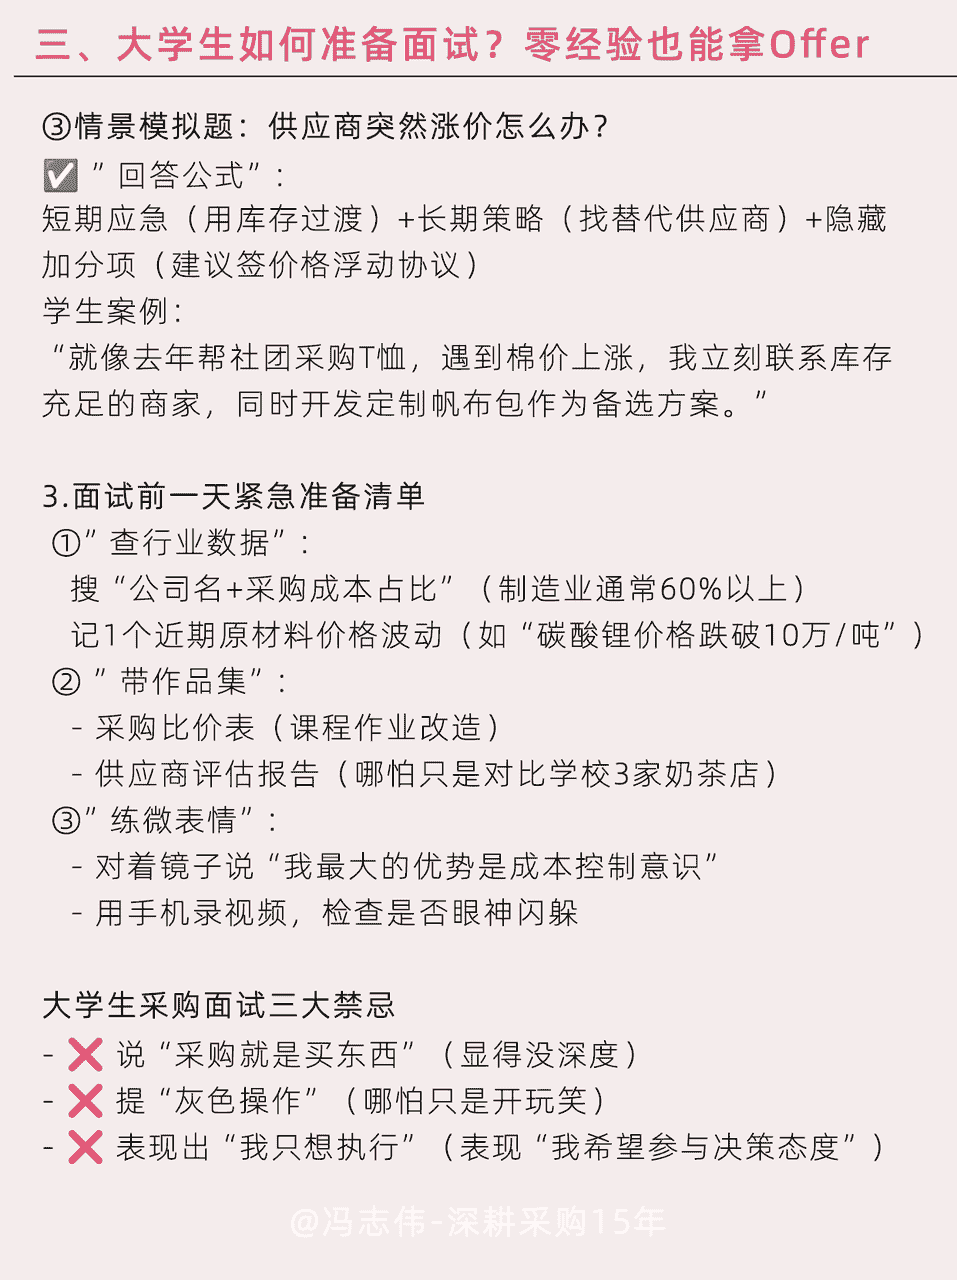 三、大学生如何准备面试？零经验也能拿Offer
③情景模拟题：供应商突然涨价怎么办？
✅ ”回答公式”：
短期应急（用库存过渡）+长期策略（找替代供应商）+隐藏
加分项（建议签价格浮动协议）
学生案例：
“就像去年帮社团采购T恤，遇到棉价上涨，我立刻联系库存
充足的商家，同时开发定制帆布包作为备选方案。”
3.面试前一天紧急准备清单
①”查行业数据”：
搜“公司名+采购成本占比”（制造业通常60%以上）
记1个近期原材料价格波动（如“碳酸锂价格跌破10万/吨”）
② ”带作品集”：
- 采购比价表（课程作业改造）
- 供应商评估报告（哪怕只是对比学校3家奶茶店）
③”练微表情”：
- 对着镜子说“我最大的优势是成本控制意识”
- 用手机录视频，检查是否眼神闪躲
大学生采购面试三大禁忌
- ❌ 说“采购就是买东西”（显得没深度）
- ❌ 提“灰色操作”（哪怕只是开玩笑）
- ❌ 表现出“我只想执行”（表现“我希望参与决策态度”）
@冯志伟-深耕采购15年